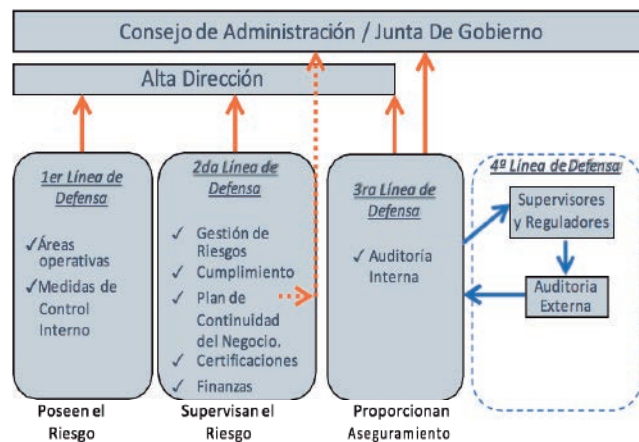 Consejo de Administración / Junta De Gobierno
Alta Dirección
1er Línea de
Defensa
✓Áreas
operativas
✓Medidas de
Control
Interno
Poseen el
Riesgo
2da Línea de
Defensa
✓ Gestión de
Riesgos
✓ Cumplimiento
✓ Plan de
Continuidad
del Negocio.
✓ Certificaciones
✓ Finanzas
Supervisan el
Riesgo
3ra Línea de
Defensa
✓ Auditoría
Interna
Proporcionan
Aseguramiento
4º Línea de Defensa
Supervisores
y Reguladores
Auditoria
Externa